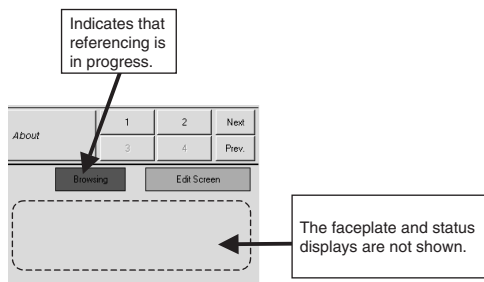 Indicates that
referencing is
in progress.
About
1 2 Next
3 4 Prev.
Browsing Edit Screen
The faceplate and status
displays are not shown.